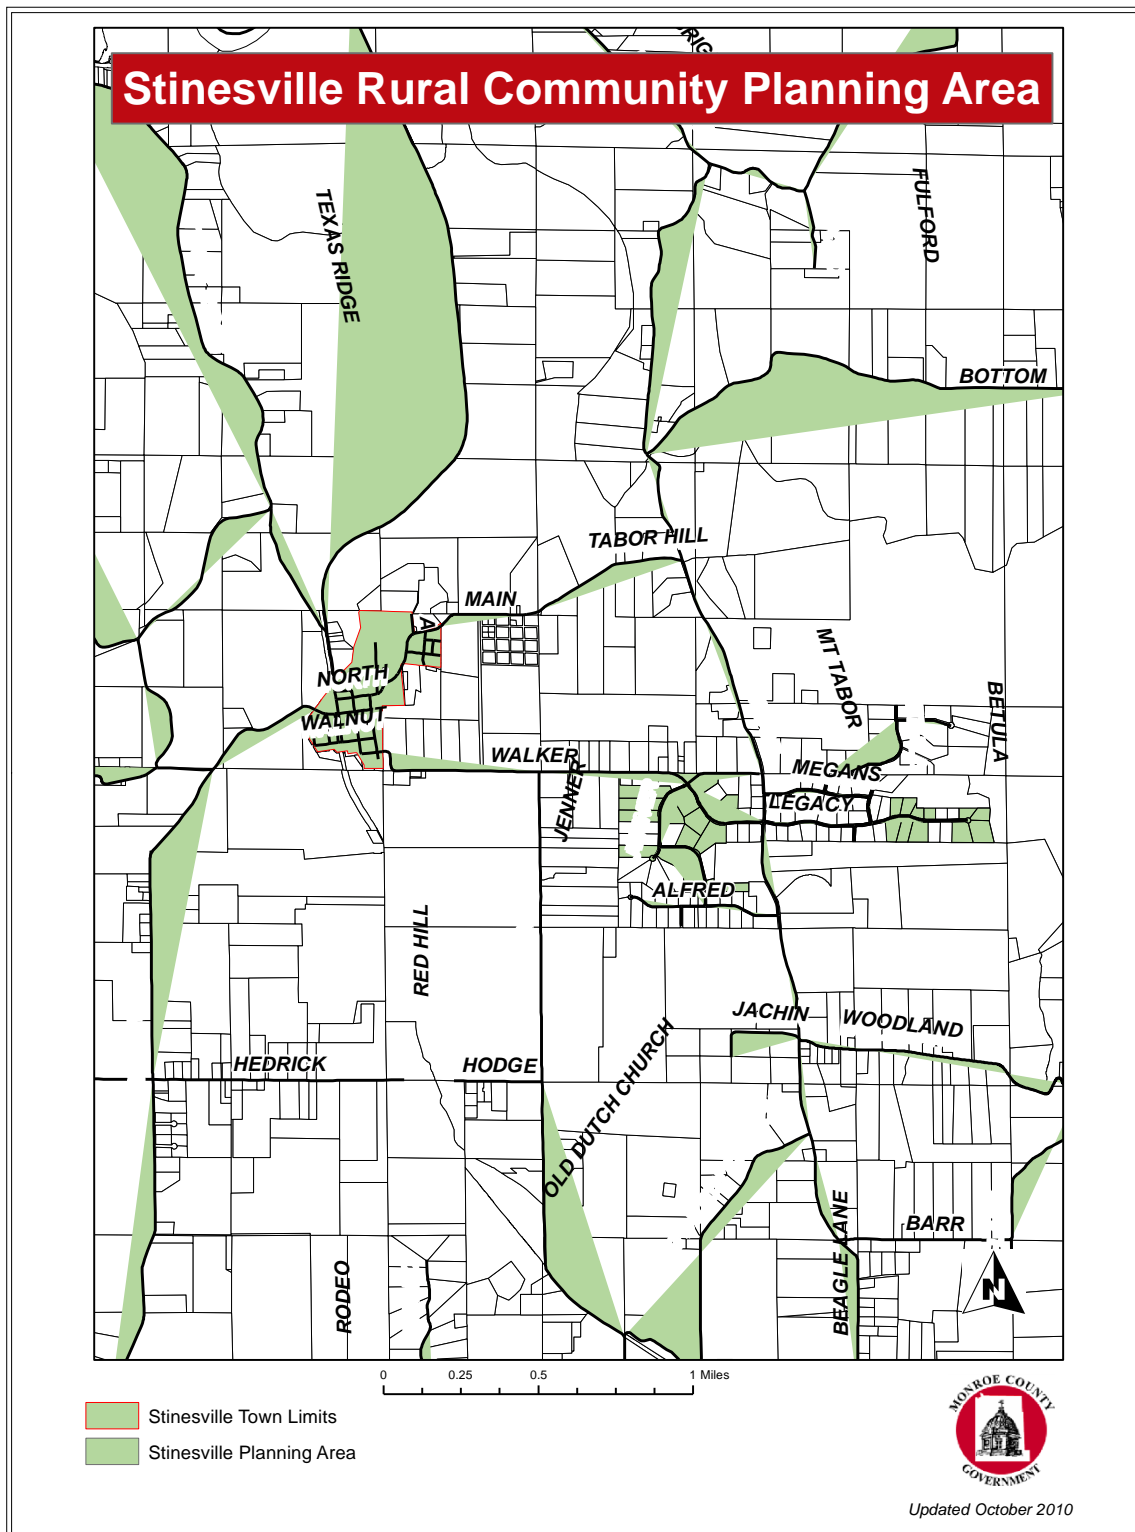 RIG
Stinesville Rural Community Planning Area
TEXAS RIDGE
FULFORD
BOTTOM
TABOR HILL
MAIN
A
NORTH
WALNUT
MT TABOR
BETULA
WALKER
JENNER
MEGANS
LEGACY
ALFRED
RED HILL
JACHIN
WOODLAND
HEDRICK
HODGE
OLD DUTCH CHURCH
BEAGLE LANE
BARR
RODEO
N
0 0.25 0.5 1 Miles
Stinesville Town Limits
Stinesville Planning Area
MONROE COUNTY
GOVERNMENT
Updated October 2010